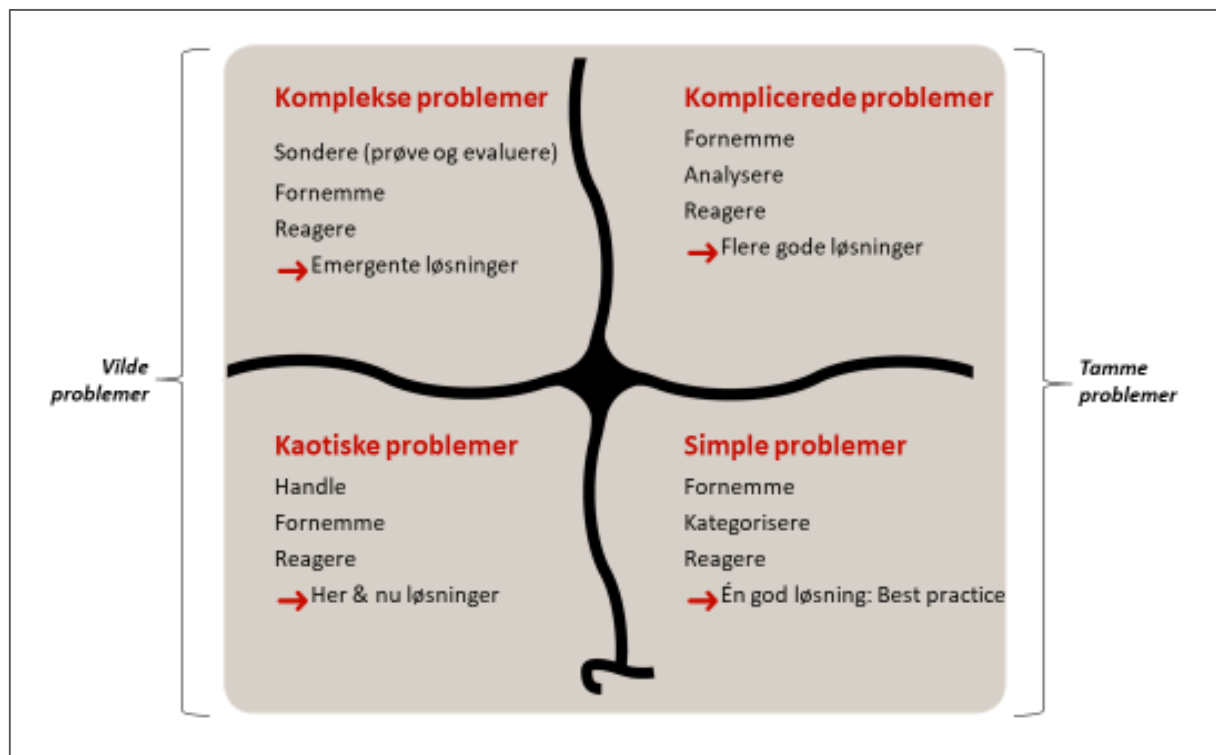 Komplekse problemer
Sondere (prøve og evaluere)
Fornemme
Reagere
→ Emergente løsninger
Komplicerede problemer
Fornemme
Analysere
Reagere
→ Flere gode løsninger
Vilde
problemer
Tamme
problemer
Kaotiske problemer
Handle
Fornemme
Reagere
→ Her & nu løsninger
Simple problemer
Fornemme
Kategorisere
Reagere
→ Én god løsning: Best practice